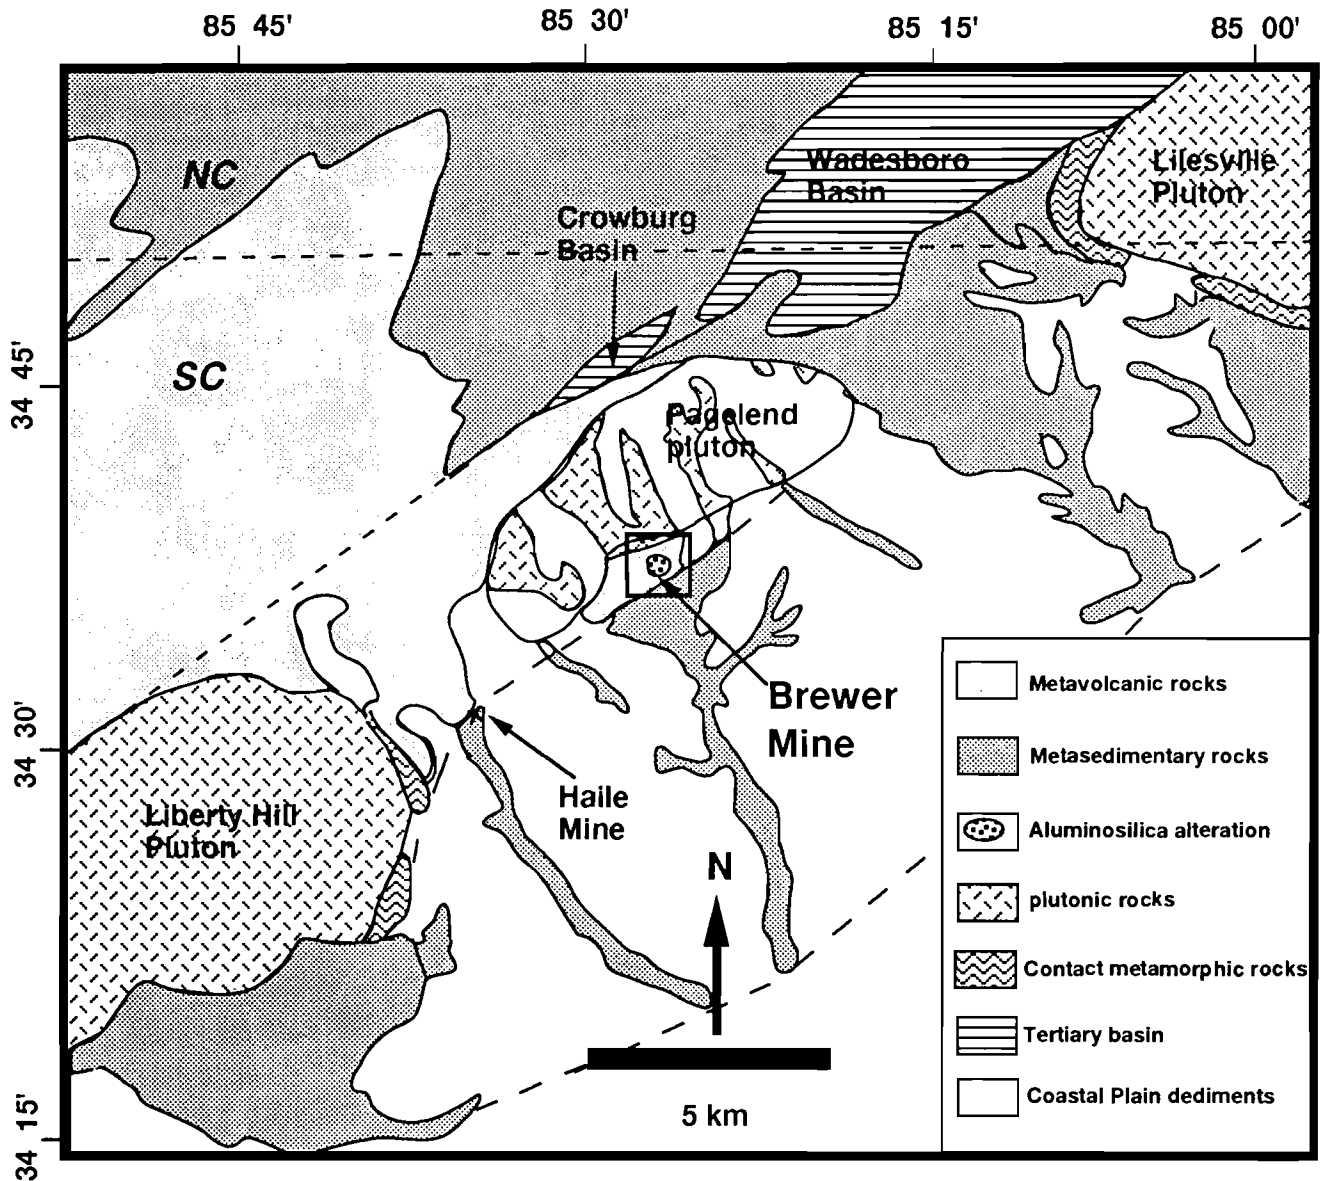 85 45'
85 30'
85 15'
85 00'
NC
Wadesboro
Basin
Lilesville
Pluton
Crowburg
Basin
SC
34 45'
Pagelend
pluton
Brewer
Mine
34 30'
Haile
Mine
Liberty Hill
Pluton
N
5 km
34 15'
Metavolcanic rocks
Metasedimentary rocks
Aluminosilica alteration
plutonic rocks
Contact metamorphic rocks
Tertiary basin
Coastal Plain dediments